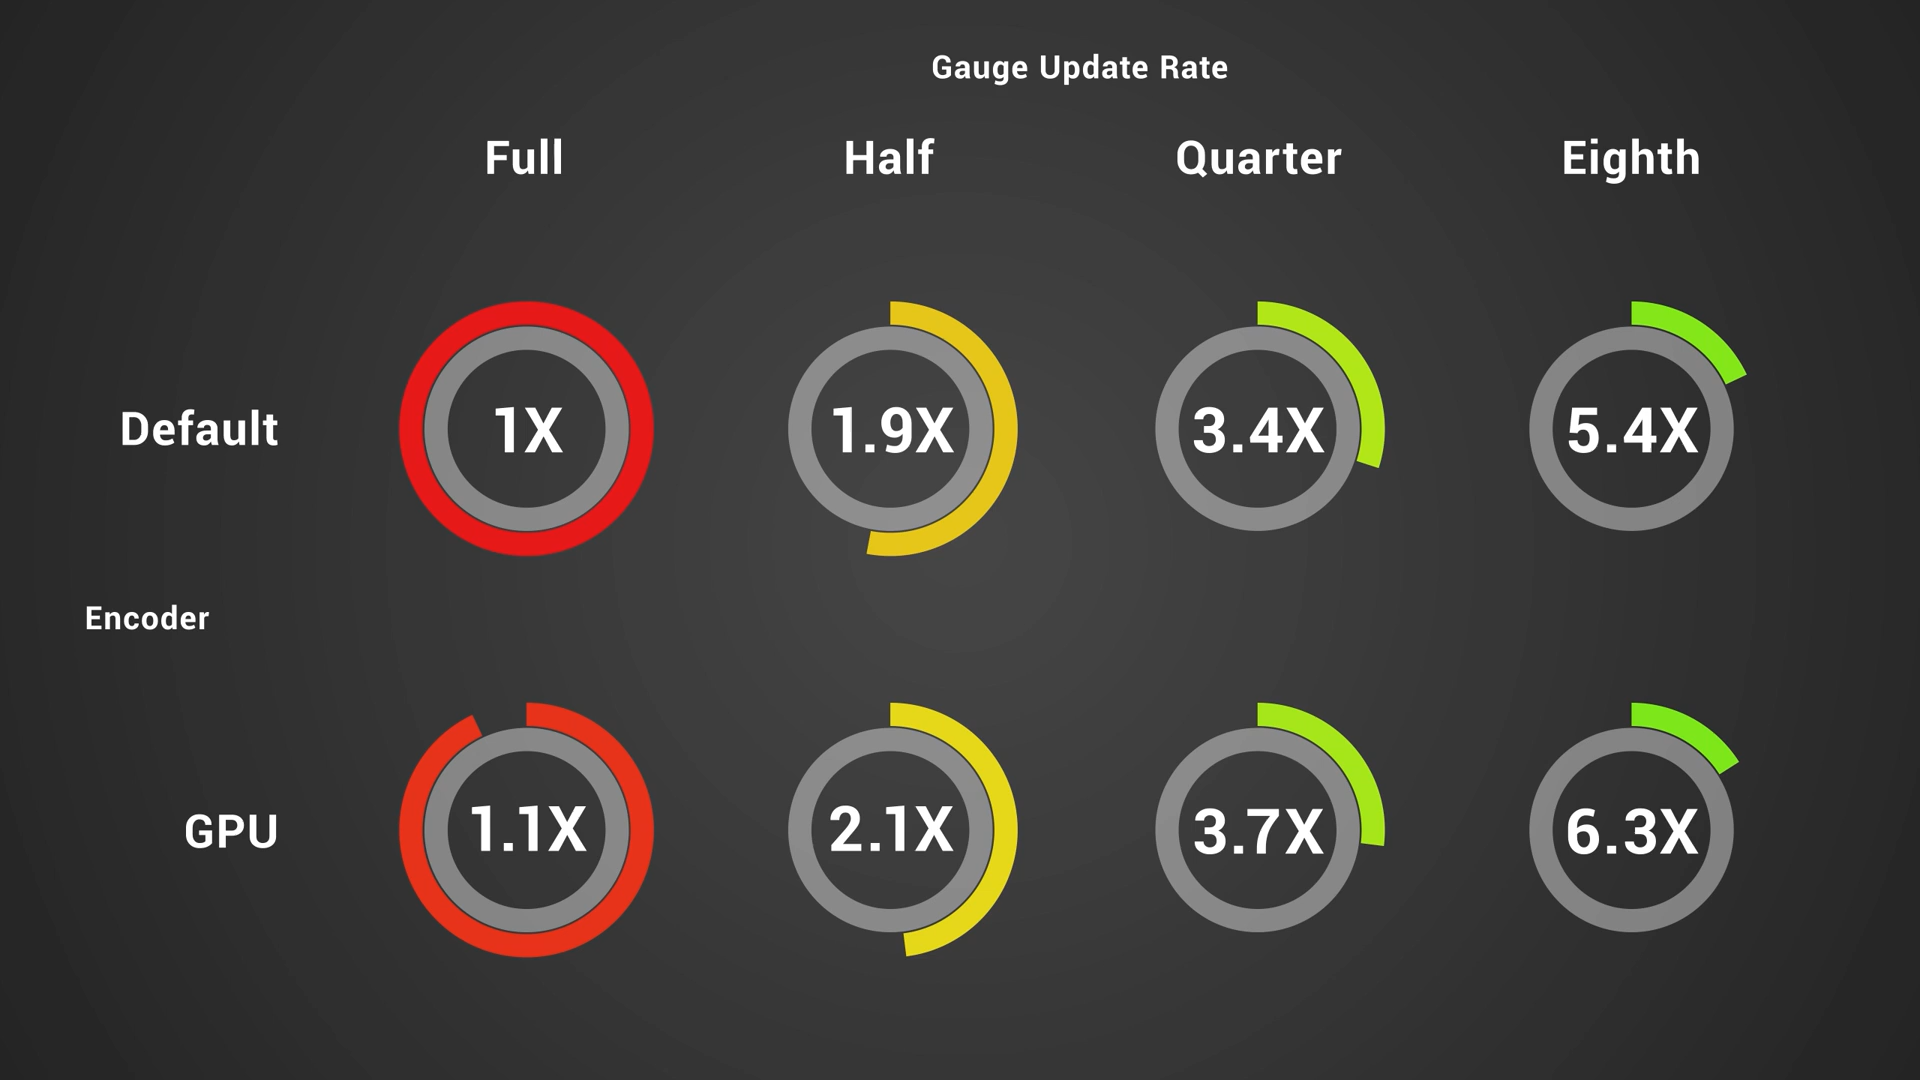 Gauge Update Rate
Full Half Quarter Eighth
Default 1X 1.9X 3.4X 5.4X
Encoder
GPU 1.1X 2.1X 3.7X 6.3X